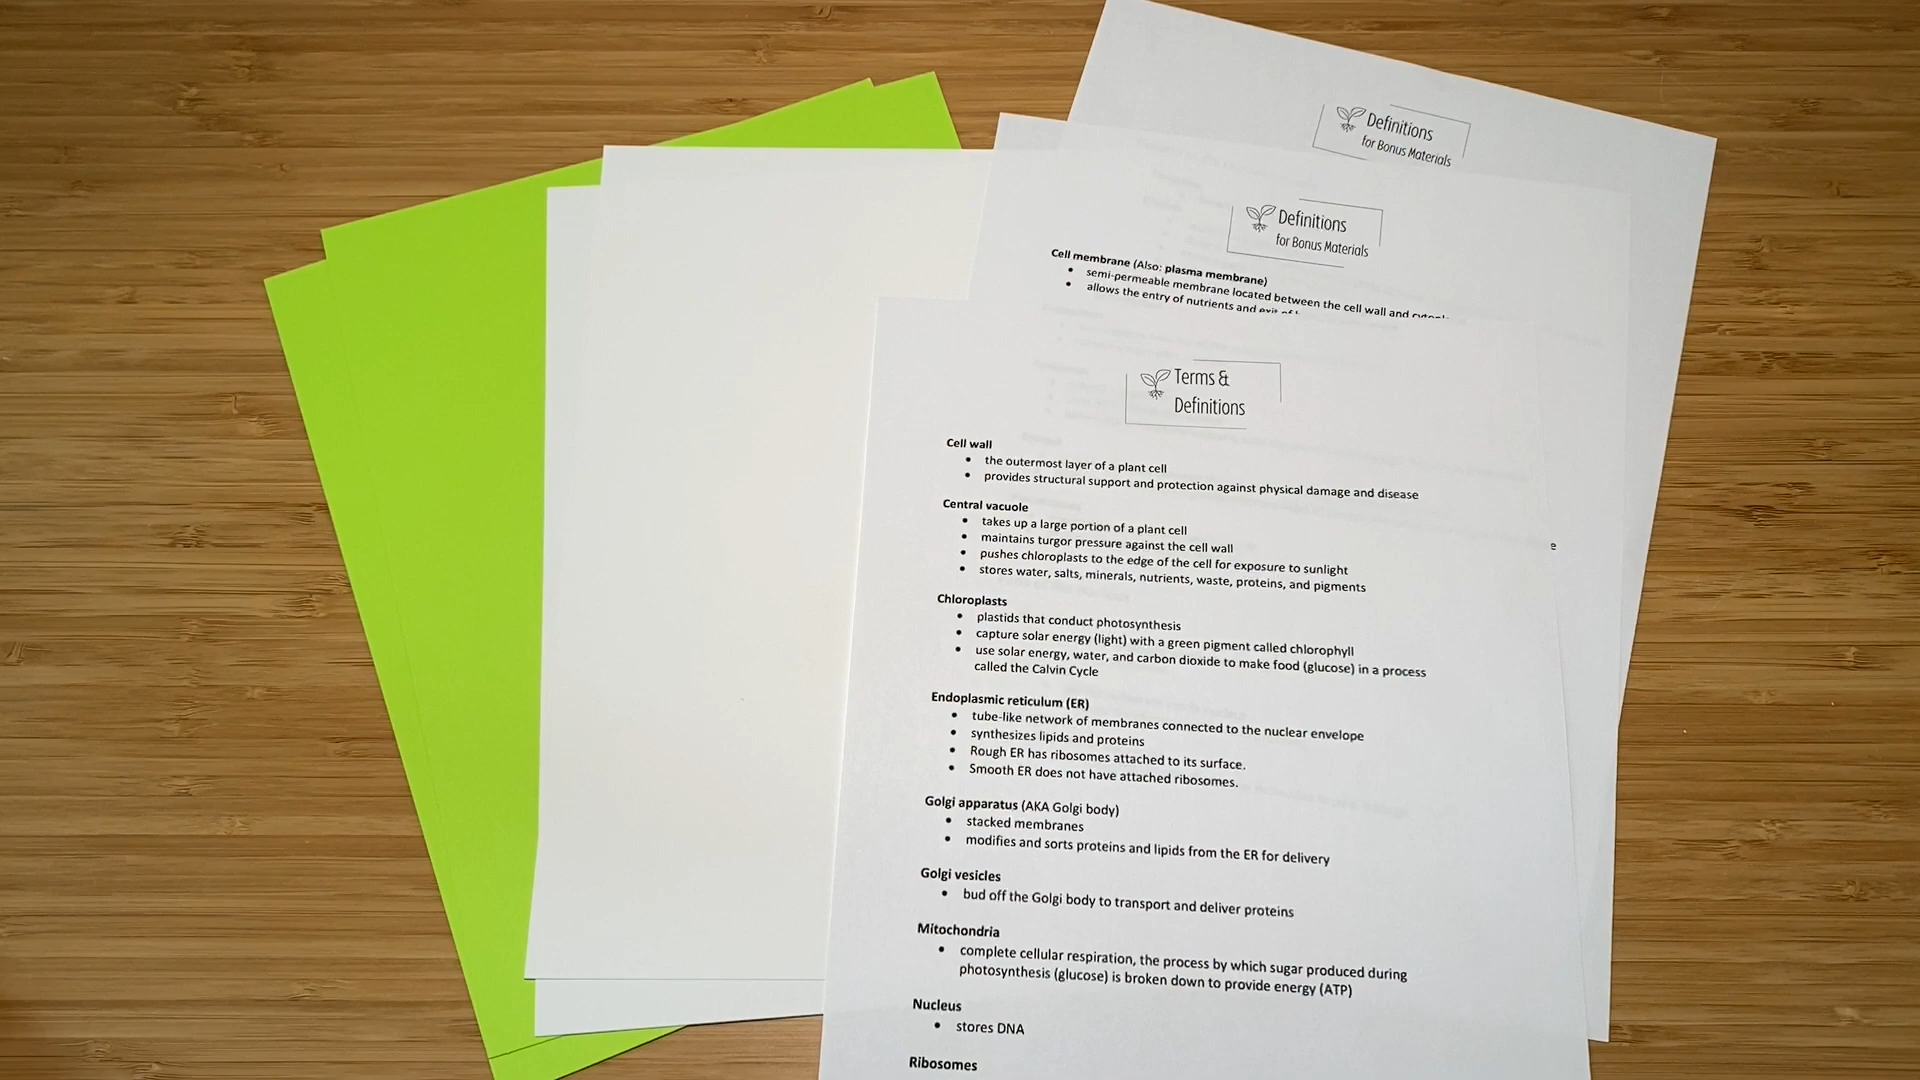 Definitions
for Bonus Materials
Definitions
for Bonus Materials
Cell membrane (Also: plasma membrane)
• semi-permeable membrane located between the cell wall and
• allows the entry of nutrients and exit of
Terms &
Definitions
Cell wall
• the outermost layer of a plant cell
• provides structural support and protection against physical damage and disease
Central vacuole
• takes up a large portion of a plant cell
• maintains turgor pressure against the cell wall
• pushes chloroplasts to the edge of the cell for exposure to sunlight
• stores water, salts, minerals, nutrients, waste, proteins, and pigments
e
Chloroplasts
• plastids that conduct photosynthesis
• capture solar energy (light) with a green pigment called chlorophyll
• use solar energy, water, and carbon dioxide to make food (glucose) in a process
called the Calvin Cycle
Endoplasmic reticulum (ER)
• tube-like network of membranes connected to the nuclear envelope
• synthesizes lipids and proteins
• Rough ER has ribosomes attached to its surface.
• Smooth ER does not have attached ribosomes.
Golgi apparatus (AKA Golgi body)
• stacked membranes
• modifies and sorts proteins and lipids from the ER for delivery
Golgi vesicles
• bud off the Golgi body to transport and deliver proteins
Mitochondria
• complete cellular respiration, the process by which sugar produced during
photosynthesis (glucose) is broken down to provide energy (ATP)
Nucleus
• stores DNA
Ribosomes